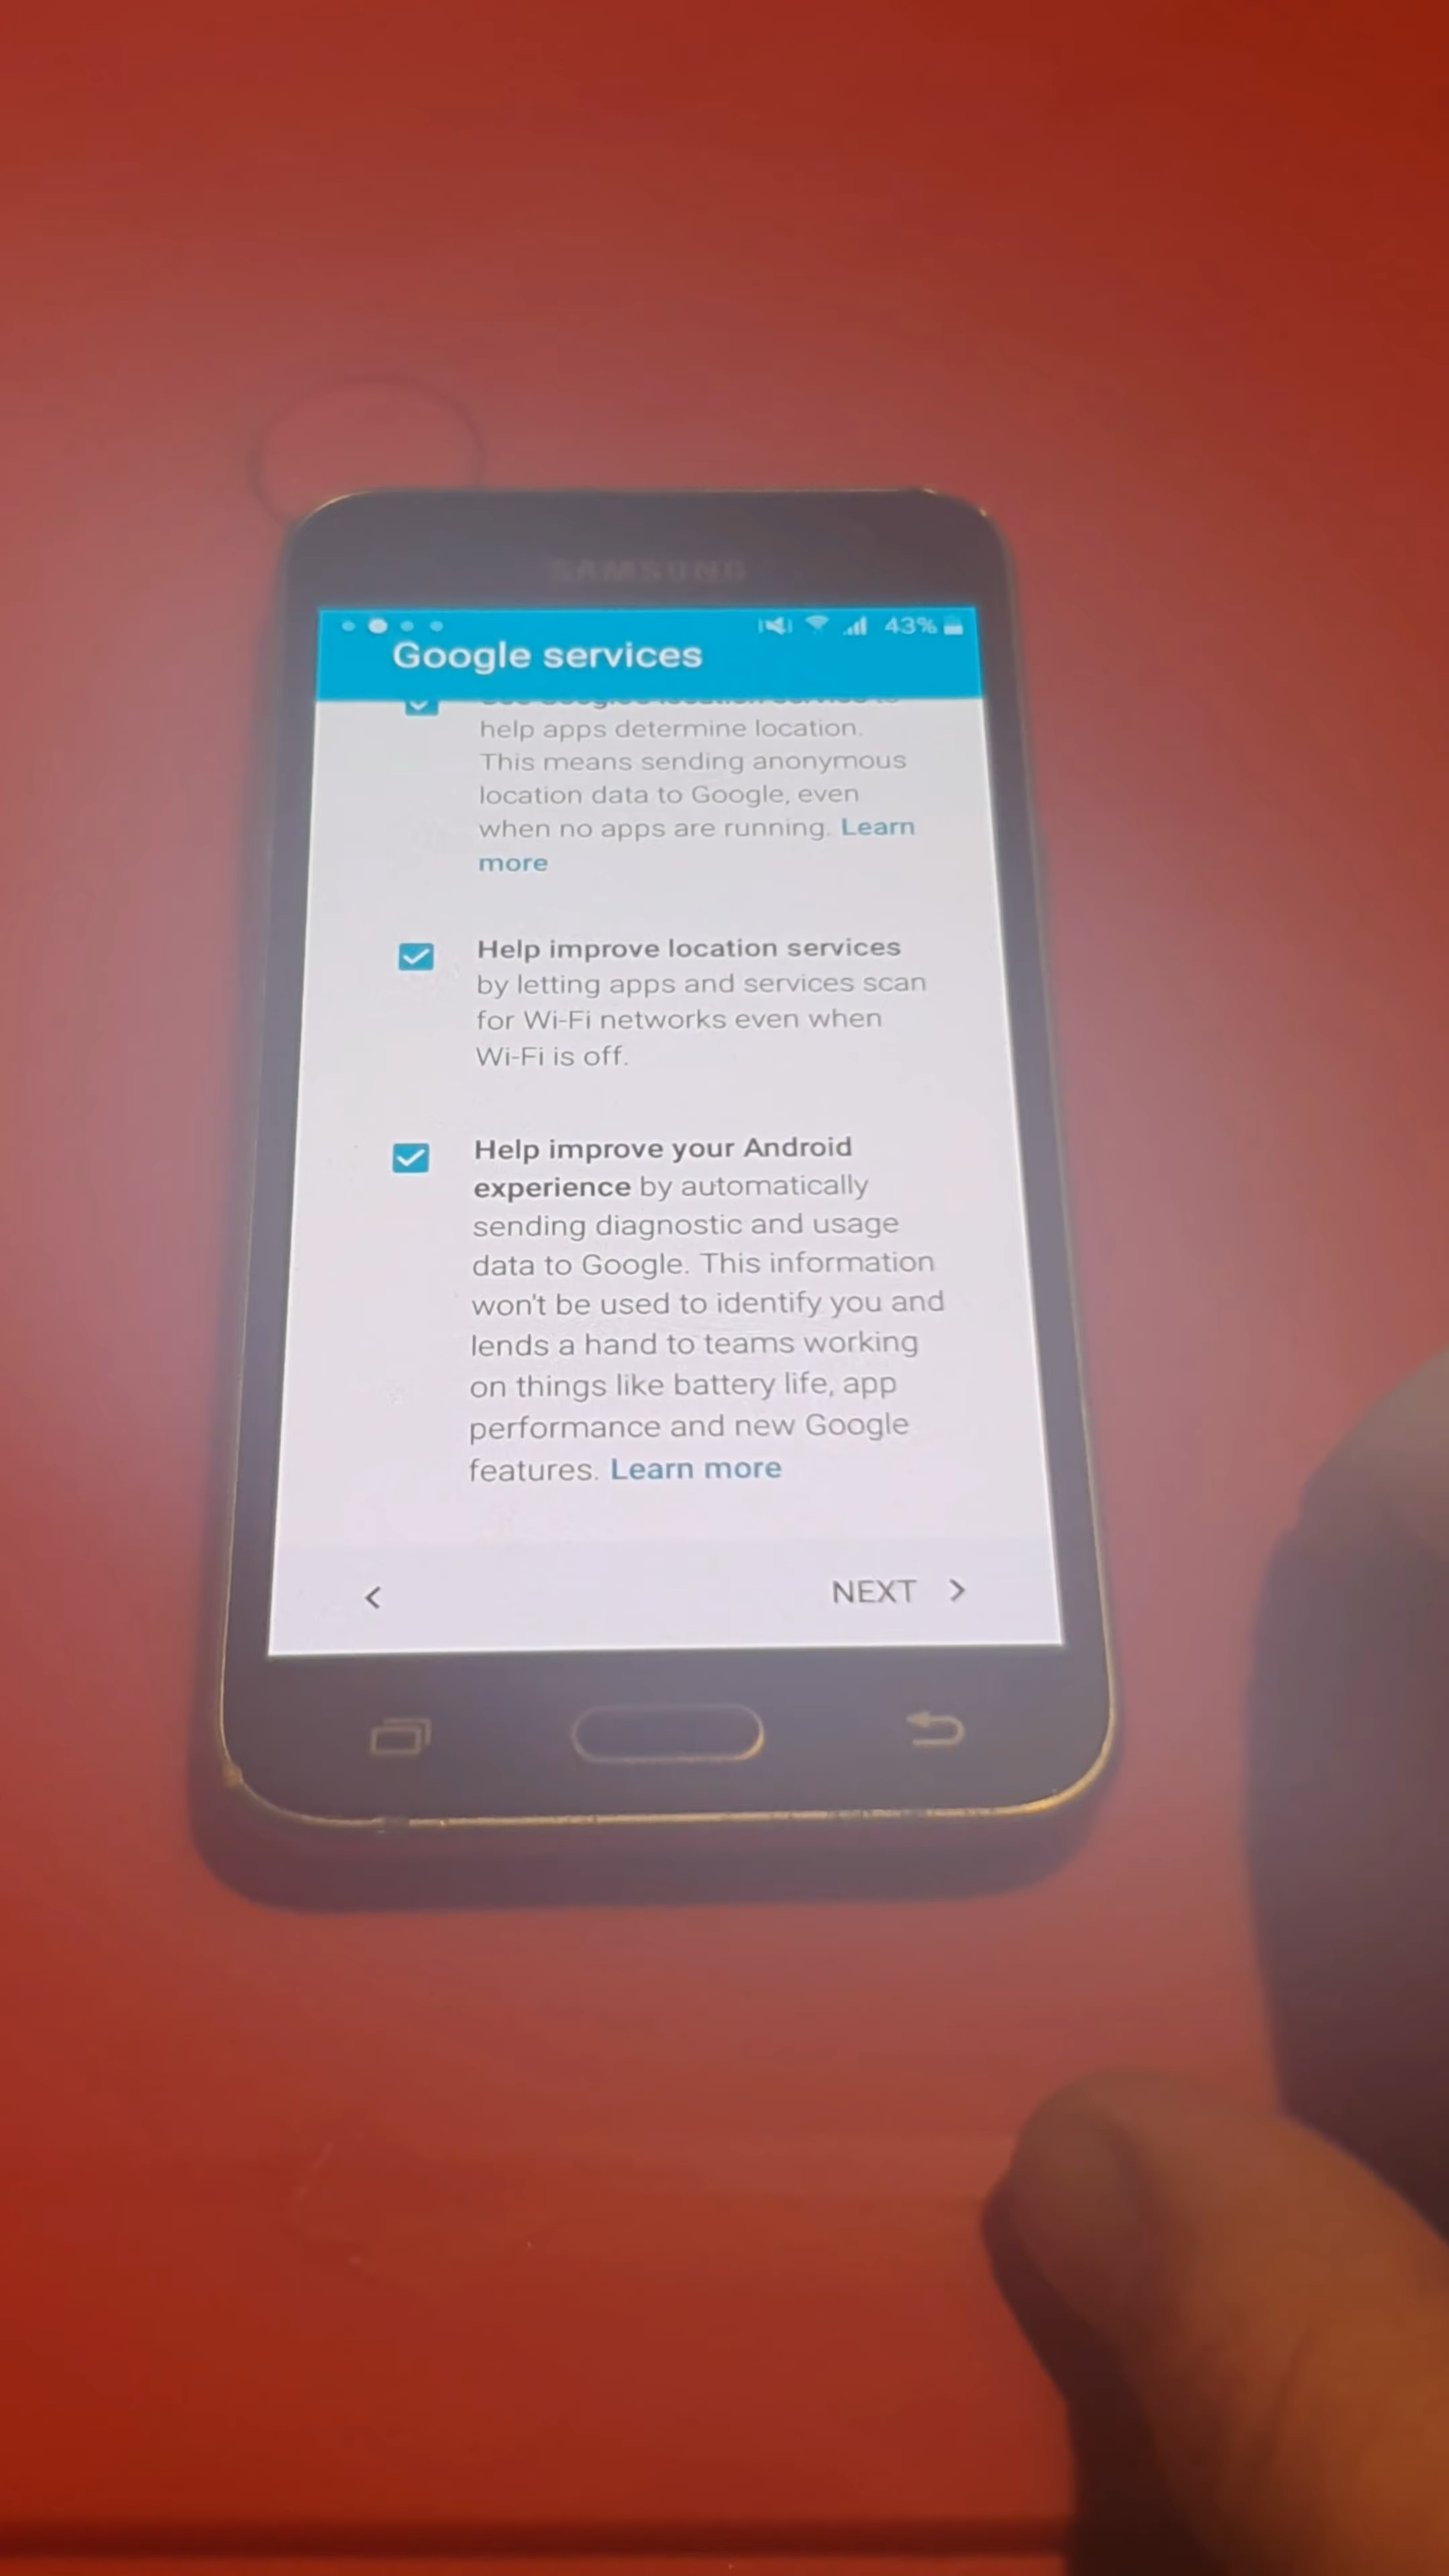 SAMSUNG
43%
Google services
help apps determine location.
This means sending anonymous
location data to Google, even
when no apps are running. Learn
more
Help improve location services
by letting apps and services scan
for Wi-Fi networks even when
Wi-Fi is off.
Help improve your Android
experience by automatically
sending diagnostic and usage
data to Google. This information
won't be used to identify you and
lends a hand to teams working
on things like battery life, app
performance and new Google
features. Learn more
NEXT